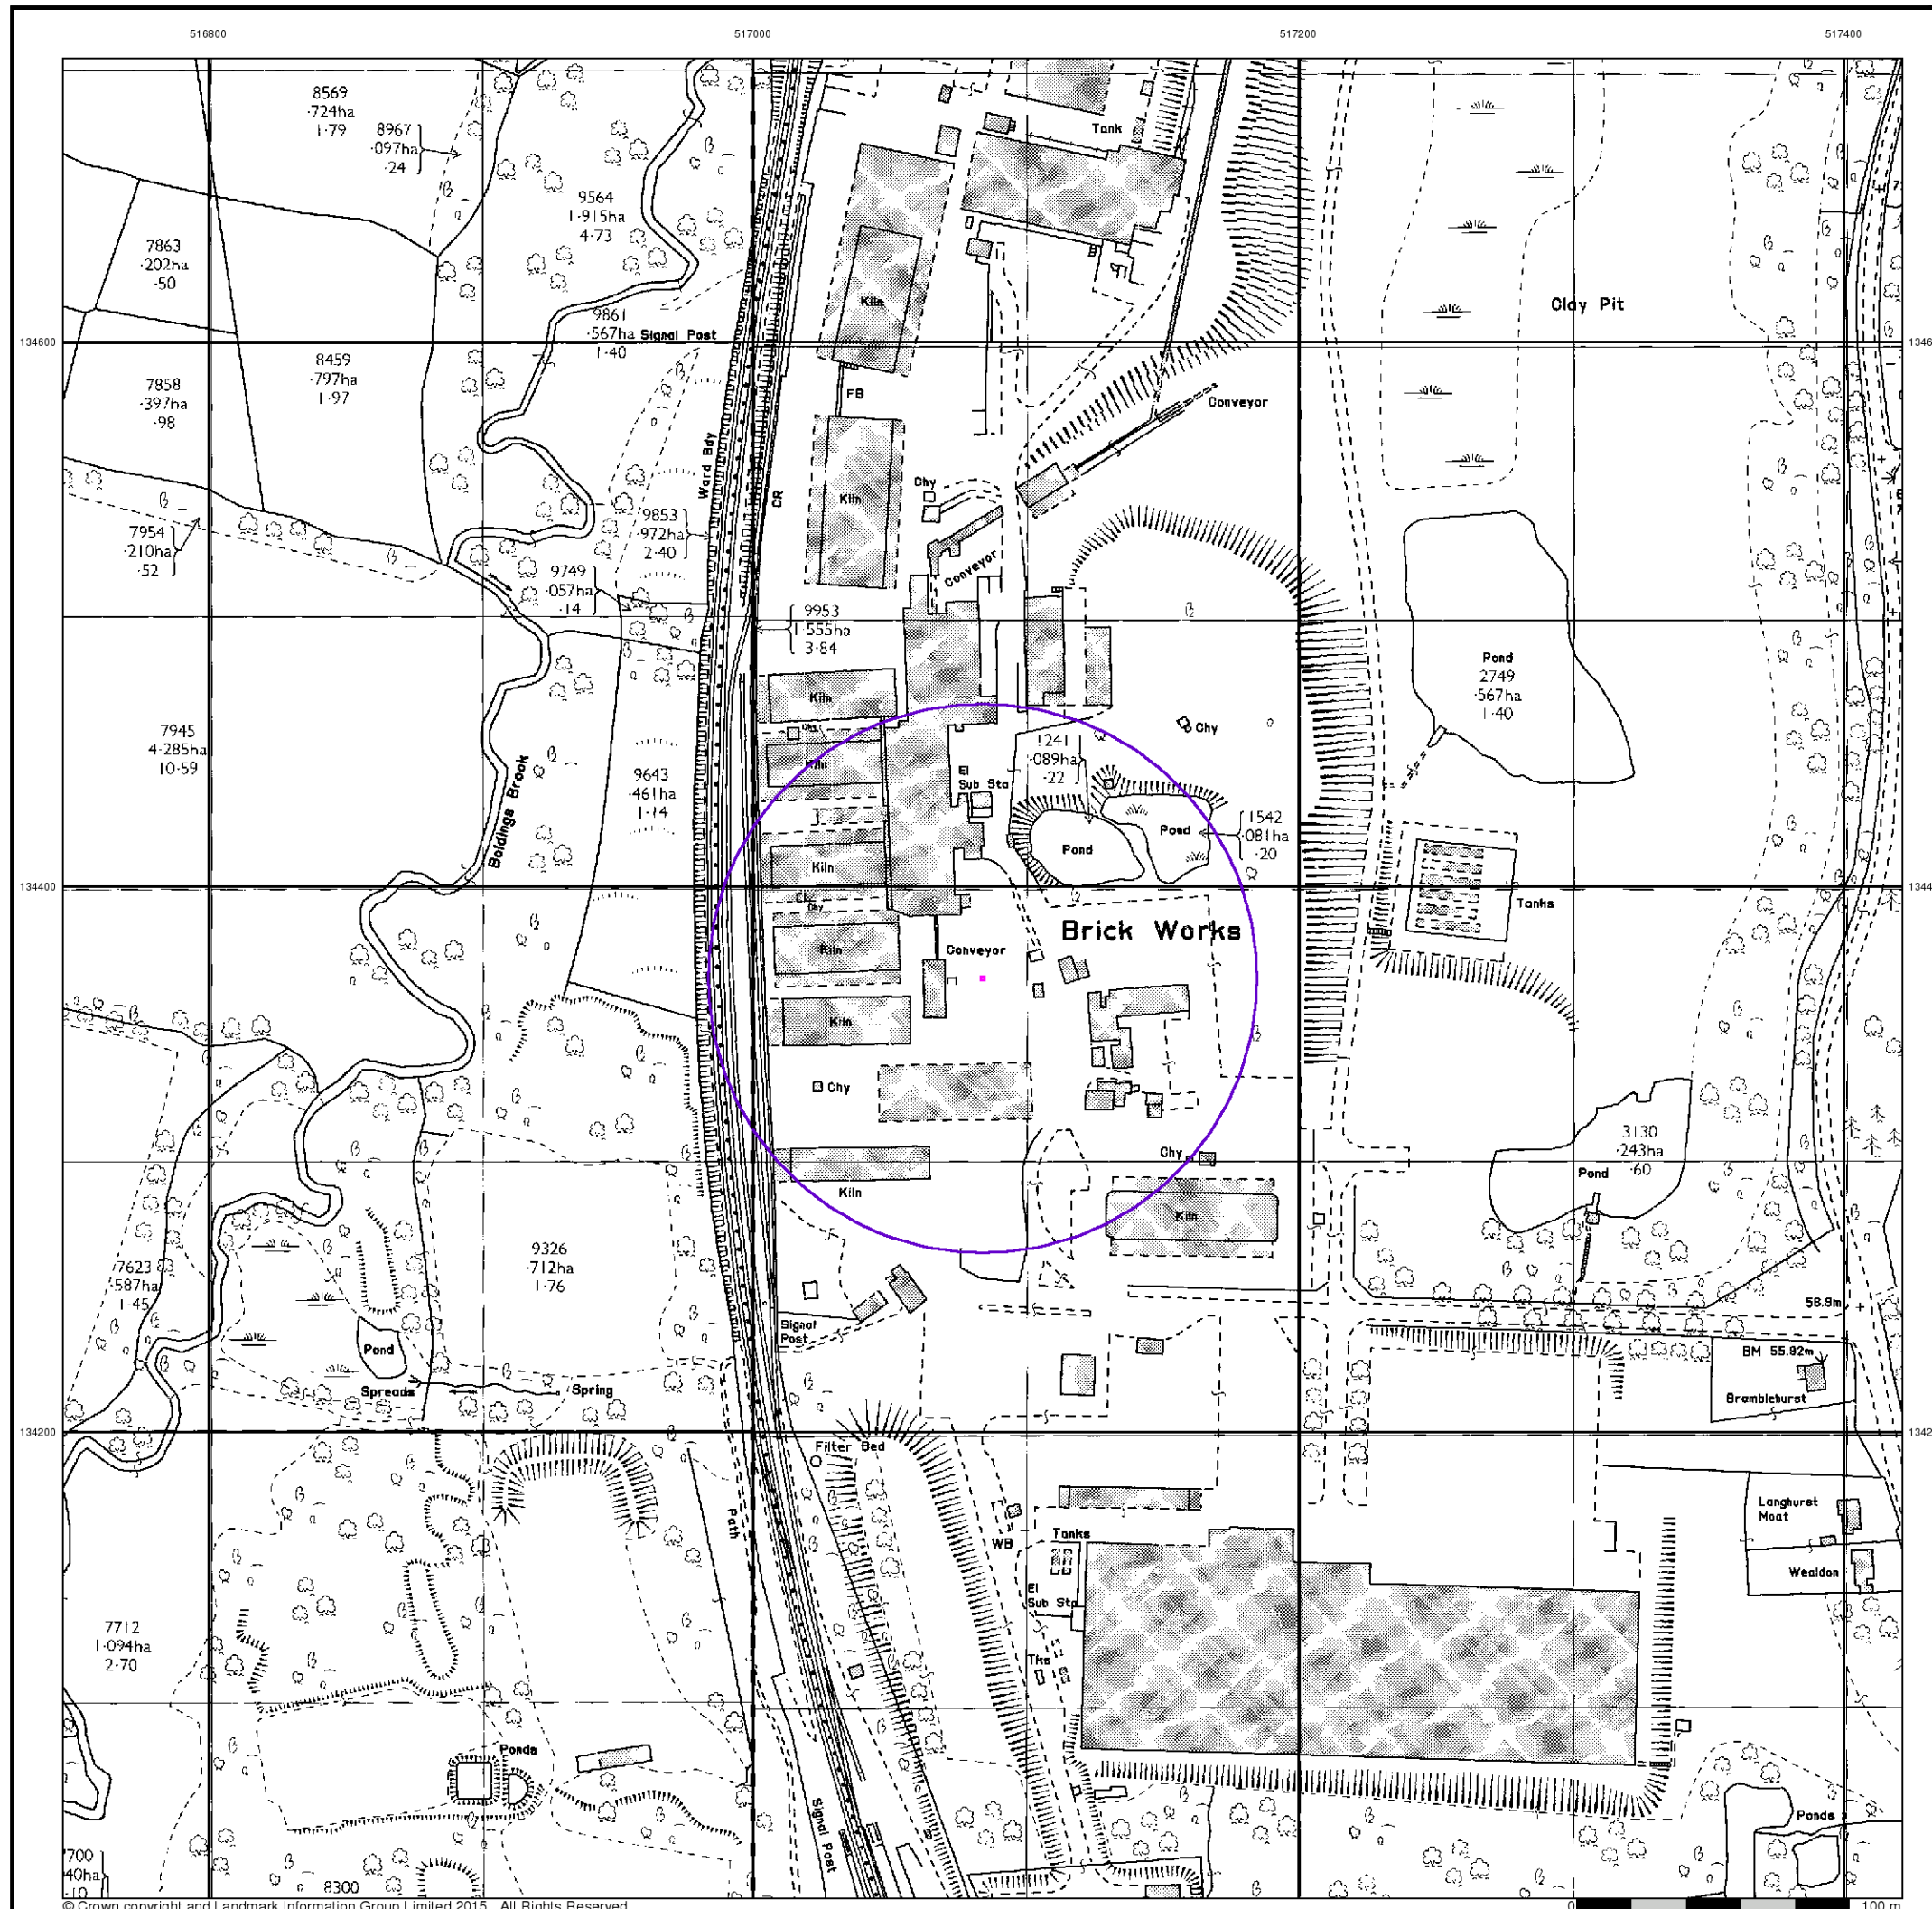 516800
517000
517200
517400
8569
·724ha
1·79
8967
·097ha
·24
9564
1·915ha
4·73
Tank
7863
·202ha
·50
Kiln
Clay Pit
9861
·567ha
1·40
Signal Post
134600
8459
·797ha
1·97
7858
·397ha
·98
FB
Conveyor
Ward Bdy
CR
Kiln
Chy
7954
·210ha
·52
9853
·972ha
2·40
Conveyor
9749
·057ha
·14
9953
1·555ha
3·84
Pond
2749
·567ha
1·40
Kiln
Chy
7945
4·285ha
10·59
Boldings Brook
9643
·461ha
1·14
Chy
Kiln
El
Sub Sta
1241
·089ha
·22
Pond
1542
·081ha
·20
Pond
Kiln
134400
Tanks
Chy
Brick Works
Kiln
Conveyor
Kiln
Chy
3130
·243ha
·60
Pond
Chy
Kiln
Kiln
9326
·712ha
1·76
7623
·587ha
1·45
56.9m
Signal
Post
BM 55.92m
Pond
Spreads
Spring
Bramblehurst
134200
Filter Bed
Path
Langhurst
Moat
WB
Tanks
Wealdon
El
Sub Sta
7712
1·094ha
2·70
Tks
Ponds
Signal Post
Ponds
8300
© Crown copyright and Landmark Information Group Limited 2015. All Rights Reserved.
0
100 m